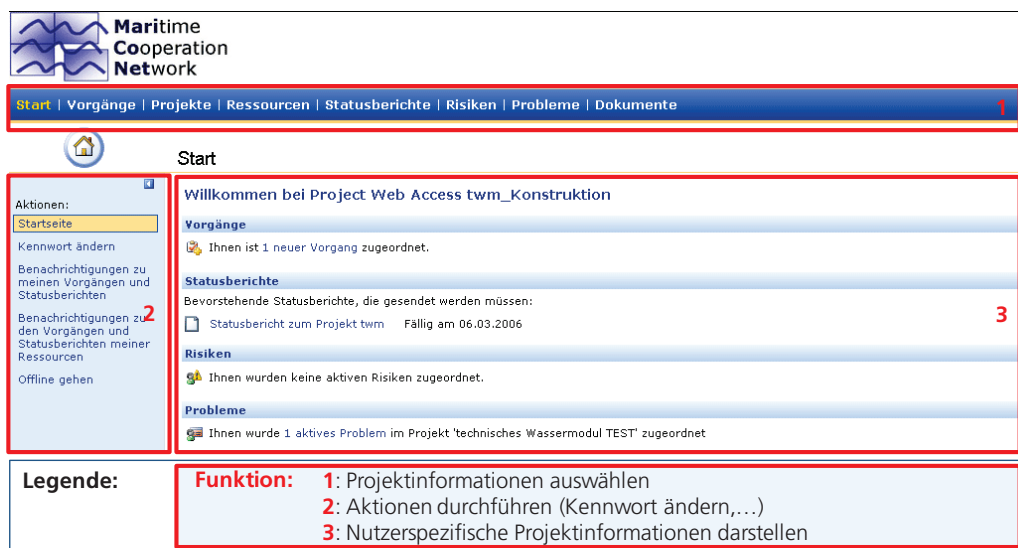 Maritime
Cooperation
Network
Start | Vorgänge | Projekte | Ressourcen | Statusberichte | Risiken | Probleme | Dokumente
1
Start
Aktionen:
Startseite
Kennwort ändern
Benachrichtigungen zu
meinen Vorgängen und
Statusberichten
Benachrichtigungen zu
den Vorgängen und
Statusberichten meiner
Ressourcen
Offline gehen
2
Willkommen bei Project Web Access twm_Konstruktion
Vorgänge
Ihnen ist 1 neuer Vorgang zugeordnet.
Statusberichte
Bevorstehende Statusberichte, die gesendet werden müssen:
Statusbericht zum Projekt twm Fällig am 06.03.2006
3
Risiken
Ihnen wurden keine aktiven Risiken zugeordnet.
Probleme
Ihnen wurde 1 aktives Problem im Projekt 'technisches Wassermodul TEST' zugeordnet
Legende: Funktion: 1: Projektinformationen auswählen
2: Aktionen durchführen (Kennwort ändern,...)
3: Nutzerspezifische Projektinformationen darstellen